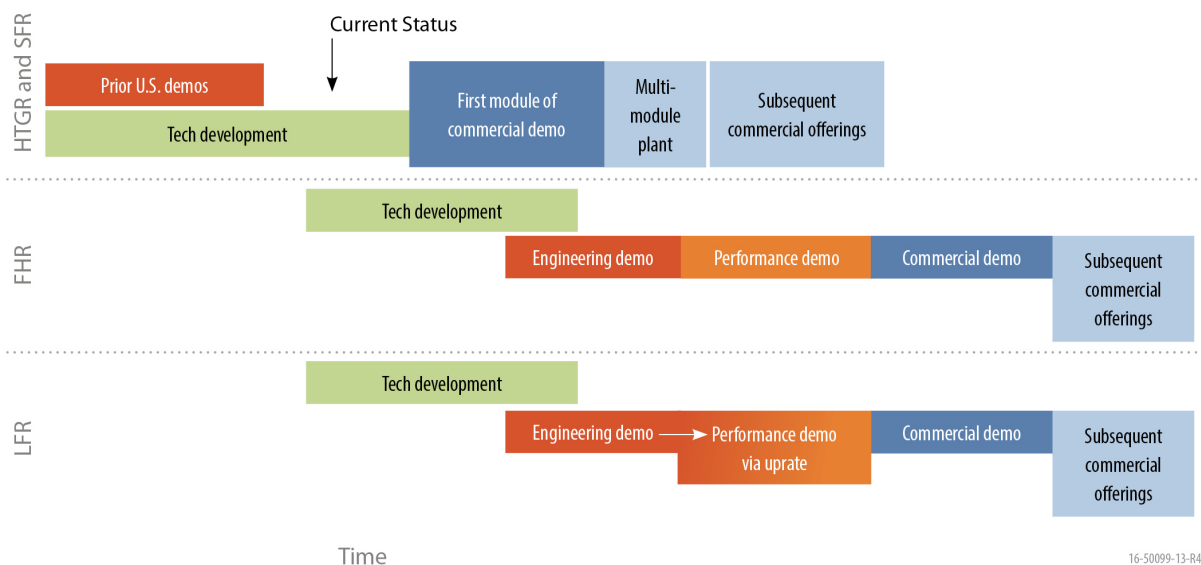 Current Status
HTGR and SFR
Prior U.S. demos
Tech development
First module of
commercial demo
Multi-
module
plant
Subsequent
commercial offerings
FHR
Tech development
Engineering demo
Performance demo
Commercial demo
Subsequent
commercial
offerings
LFR
Tech development
Engineering demo
Performance demo
via uprate
Commercial demo
Subsequent
commercial
offerings
Time
16-50099-13-R4